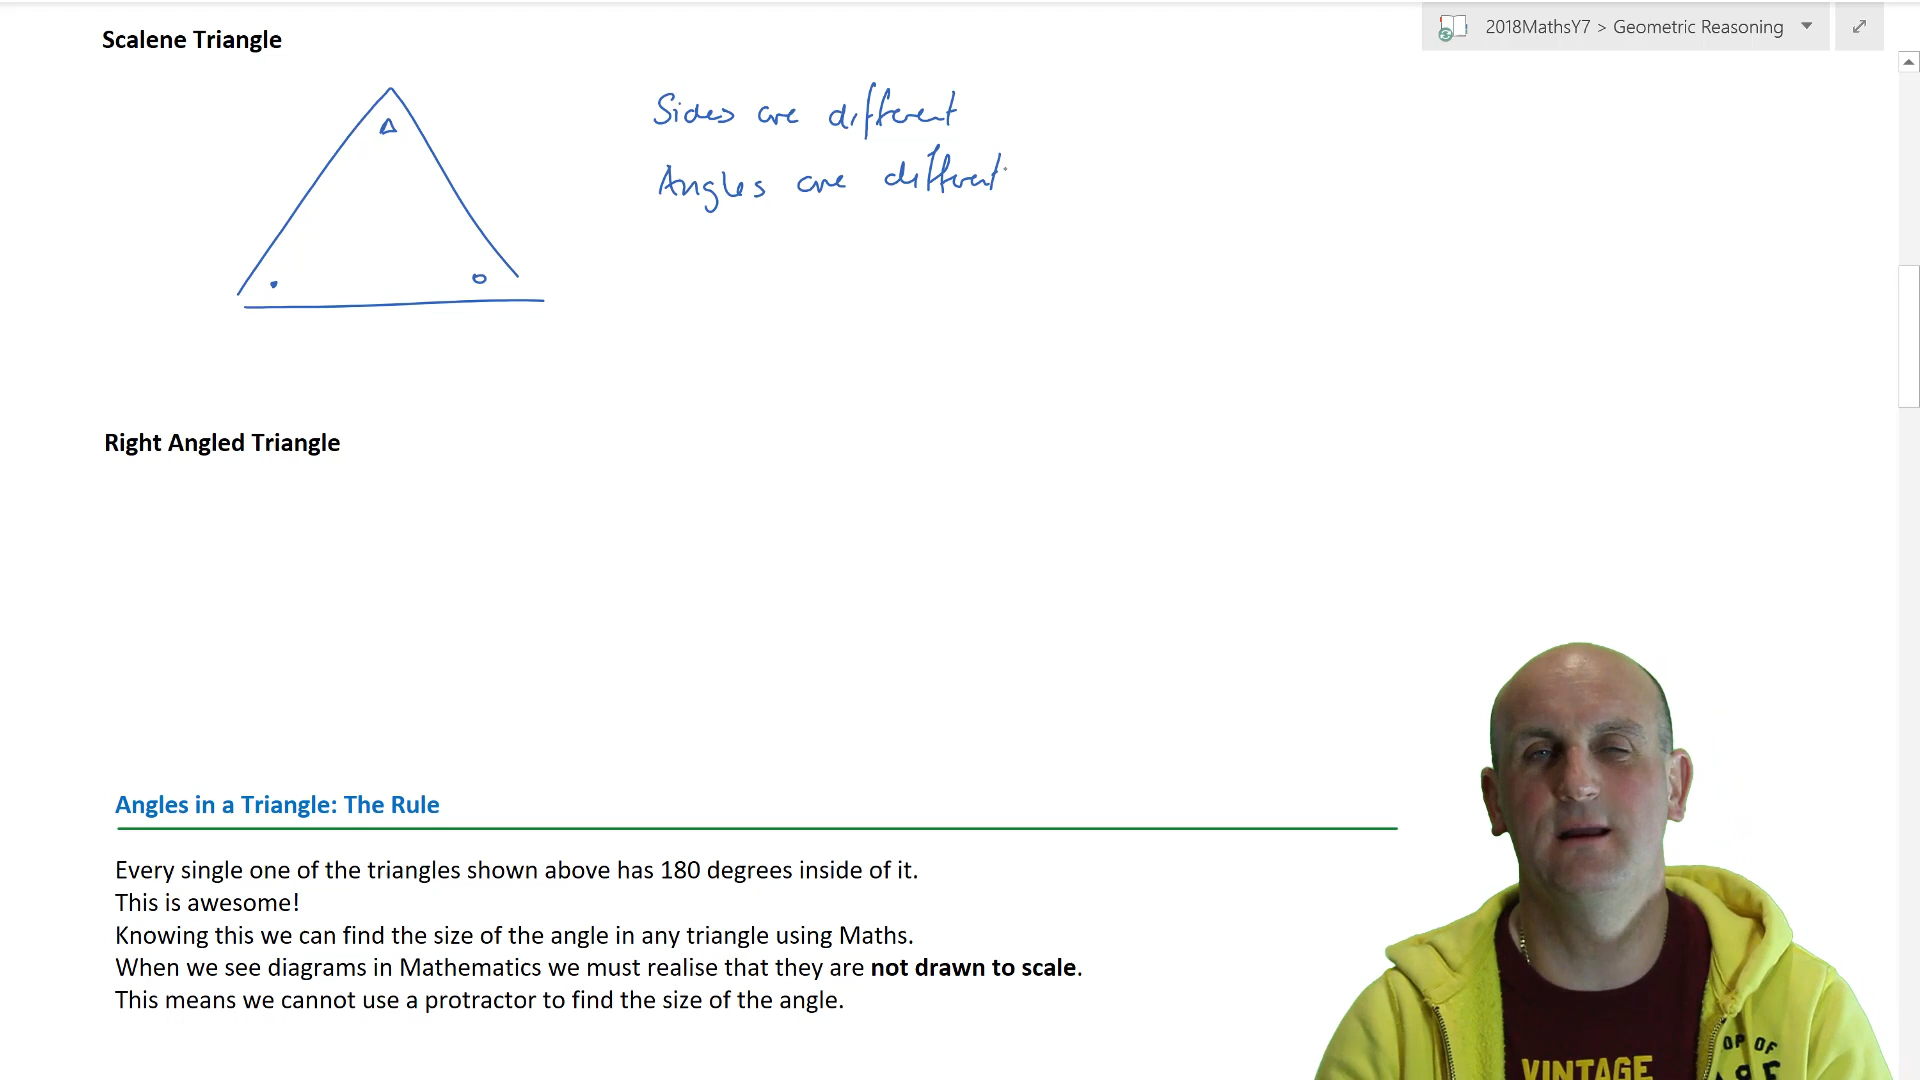 Scalene Triangle
2018MathsY7 > Geometric Reasoning
Sides are different
Angles are different
Right Angled Triangle
Angles in a Triangle: The Rule
Every single one of the triangles shown above has 180 degrees inside of it.
This is awesome!
Knowing this we can find the size of the angle in any triangle using Maths.
When we see diagrams in Mathematics we must realise that they are not drawn to scale.
This means we cannot use a protractor to find the size of the angle.
OP OF
VINTAGE